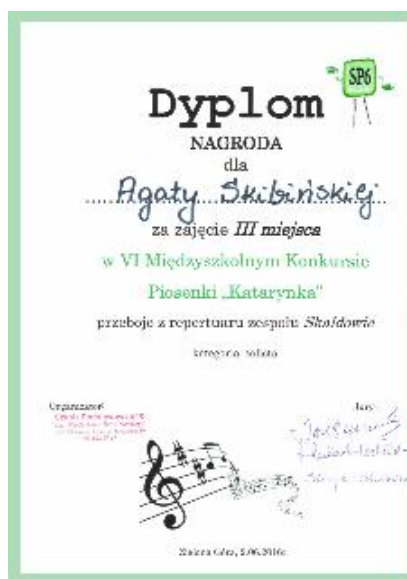 SP6
Dyplom
NAGRODA
dla
Agaty Skibińskiej
za zajęcie III miejsca
w VI Międzyszkolnym Konkursie
Piosenki „Katarynka”
przeboje z repertuaru zespołu Skaldowie
kategoria solista
Organizator:
Jury:
Zielona Góra, 2.06.2016r.